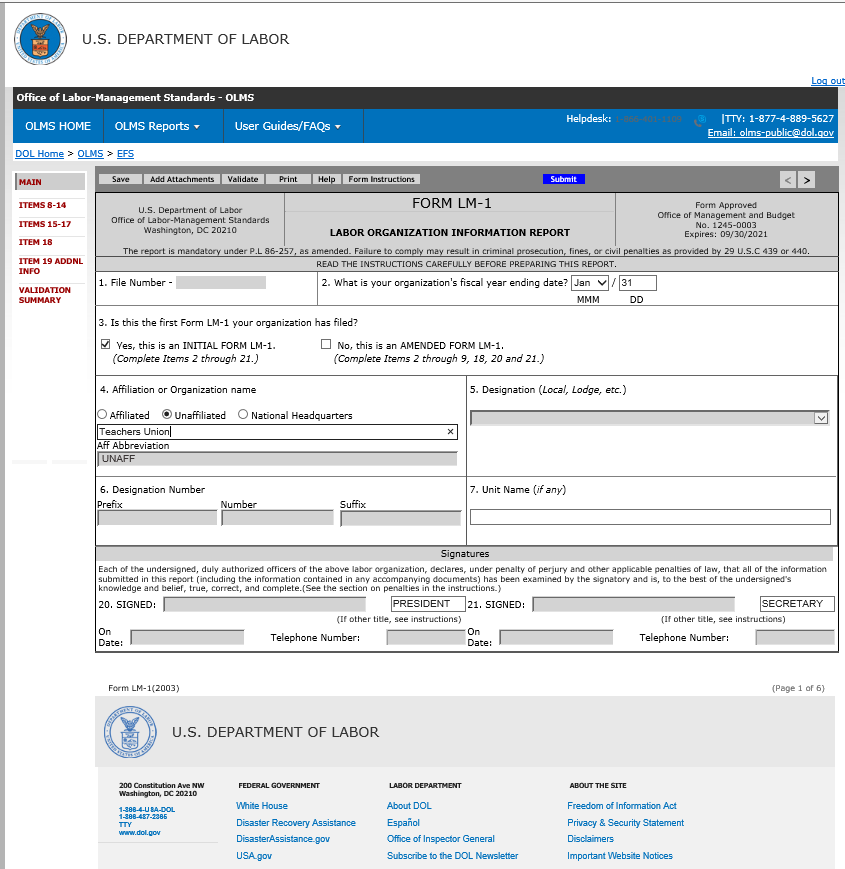 U.S. DEPARTMENT OF LABOR
Log out
Office of Labor-Management Standards - OLMS
OLMS HOME OLMS Reports User Guides/FAQs Helpdesk: |TTY: 1-877-4-889-5627
Email: olms-public@dol.gov
DOL Home > OLMS > EFS
MAIN
ITEMS 8-14
ITEMS 15-17
ITEM 18
ITEM 19 ADDNL
INFO
VALIDATION
SUMMARY
Save Add Attachments Validate Print Help Form Instructions Submit < >
U.S. Department of Labor
Office of Labor-Management Standards
Washington, DC 20210
FORM LM-1
LABOR ORGANIZATION INFORMATION REPORT
Form Approved
Office of Management and Budget
No. 1245-0003
Expires: 09/30/2021
The report is mandatory under P.L 86-257, as amended. Failure to comply may result in criminal prosecution, fines, or civil penalties as provided by 29 U.S.C 439 or 440.
READ THE INSTRUCTIONS CAREFULLY BEFORE PREPARING THIS REPORT.
1. File Number -
2. What is your organization's fiscal year ending date? Jan / 31
MMM DD
3. Is this the first Form LM-1 your organization has filed?
Yes, this is an INITIAL FORM LM-1. No, this is an AMENDED FORM LM-1.
(Complete Items 2 through 21.) (Complete Items 2 through 9, 18, 20 and 21.)
4. Affiliation or Organization name
Affiliated Unaffiliated National Headquarters
Teachers Union ×
Aff Abbreviation
UNAFF
5. Designation (Local, Lodge, etc.)
6. Designation Number
Prefix Number Suffix
7. Unit Name (if any)
Signatures
Each of the undersigned, duly authorized officers of the above labor organization, declares, under penalty of perjury and other applicable penalties of law, that all of the information
submitted in this report (including the information contained in any accompanying documents) has been examined by the signatory and is, to the best of the undersigned's
knowledge and belief, true, correct, and complete.(See the section on penalties in the instructions.)
20. SIGNED: PRESIDENT 21. SIGNED: SECRETARY
(If other title, see instructions) (If other title, see instructions)
On
Date: Telephone Number:
On
Date: Telephone Number:
Form LM-1(2003) (Page 1 of 6)
U.S. DEPARTMENT OF LABOR
200 Constitution Ave NW
Washington, DC 20210
1-866-4-USA-DOL
1-866-487-2365
TTY
www.dol.gov
FEDERAL GOVERNMENT
White House
Disaster Recovery Assistance
DisasterAssistance.gov
USA.gov
LABOR DEPARTMENT
About DOL
Español
Office of Inspector General
Subscribe to the DOL Newsletter
ABOUT THE SITE
Freedom of Information Act
Privacy & Security Statement
Disclaimers
Important Website Notices